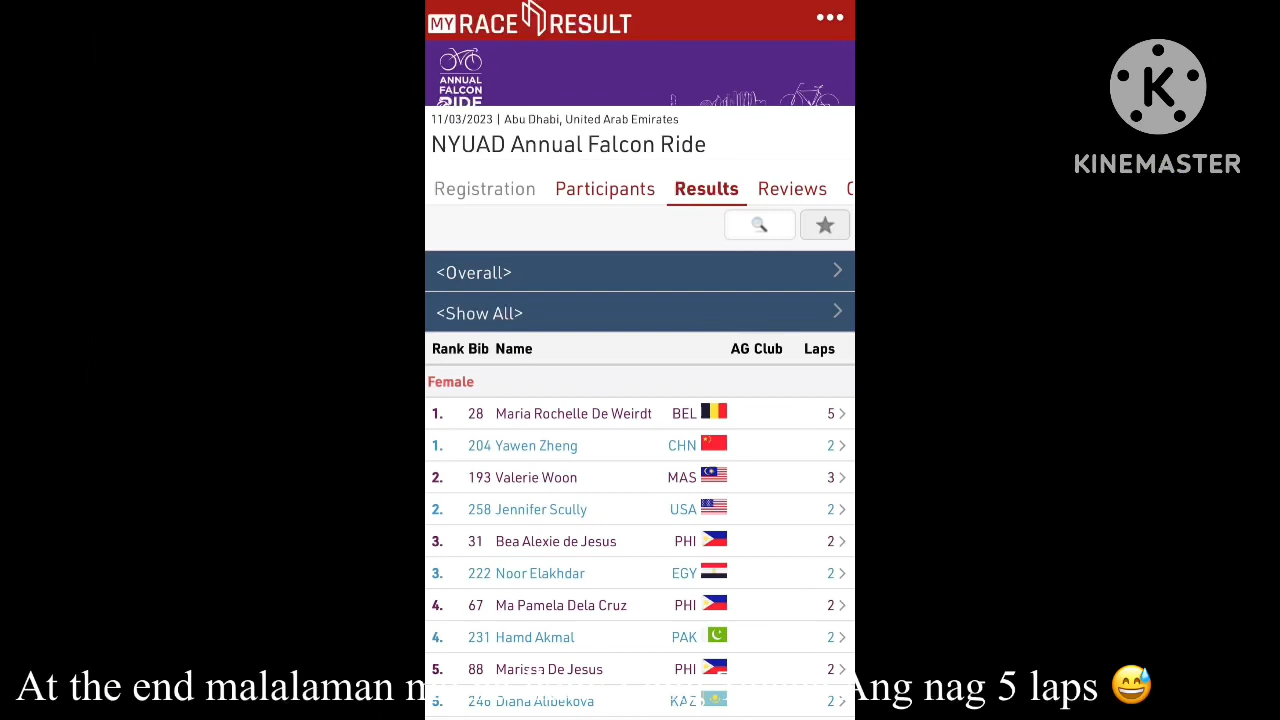 MY RACE RESULT
ANNUAL
FALCON
RIDE
11/03/2023 | Abu Dhabi, United Arab Emirates
NYUAD Annual Falcon Ride
Registration Participants Results Reviews
<Overall>
<Show All>
Rank Bib Name AG Club Laps
Female
1. 28 Maria Rochelle De Weirdt BEL 5
1. 204 Yawen Zheng CHN 2
2. 193 Valerie Woon MAS 3
2. 258 Jennifer Scully USA 2
3. 31 Bea Alexie de Jesus PHI 2
3. 222 Noor Elakhdar EGY 2
4. 67 Ma Pamela Dela Cruz PHI 2
4. 231 Hamd Akmal PAK 2
5. 88 Marissa De Jesus PHI 2
5. 246 Diana Alibekova KAZ 2
At the end malalaman Ang nag 5 laps 😅
K
KINEMASTER